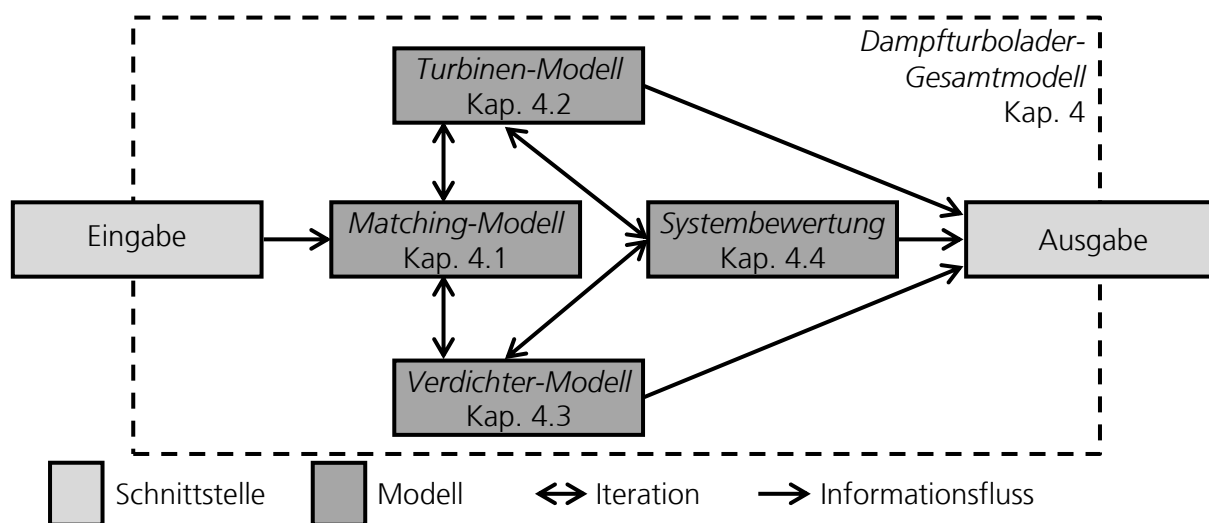 Dampfturbolader-
Gesamtmodell
Kap. 4
Turbinen-Modell
Kap. 4.2
Eingabe
Matching-Modell
Kap. 4.1
Systembewertung
Kap. 4.4
Ausgabe
Verdichter-Modell
Kap. 4.3
Schnittstelle
Modell
Iteration
Informationsfluss